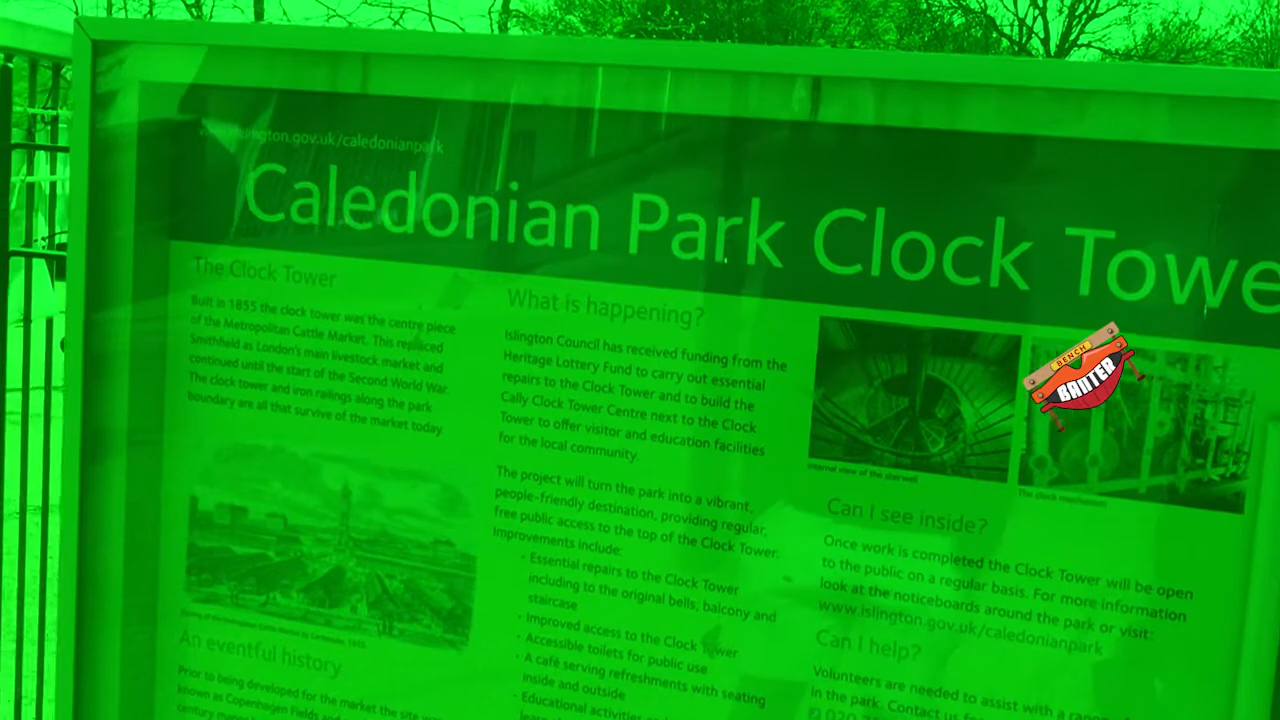 www.islington.gov.uk/caledonianpark
Caledonian Park Clock Towe
The Clock Tower
Built in 1855 the clock tower was the centre piece
of the Metropolitan Cattle Market. This replaced
Smithfield as London's main livestock market and
continued until the start of the Second World War.
The clock tower and iron railings along the park
boundary are all that survive of the market today.
An eventful history
Prior to being developed for the market the site was
known as Copenhagen Fields and
century
What is happening?
Islington Council has received funding from the
Heritage Lottery Fund to carry out essential
repairs to the Clock Tower and to build the
Cally Clock Tower Centre next to the Clock
Tower to offer visitor and education facilities
for the local community.
The project will turn the park into a vibrant,
people-friendly destination, providing regular,
free public access to the top of the Clock Tower.
Improvements include:
· Essential repairs to the Clock Tower
including to the original bells, balcony and
staircase
· Improved access to the Clock Tower
· Accessible toilets for public use
· A café serving refreshments with seating
inside and outside
· Educational activities
Internal view of the stairwell
The clock mechanism
BENCH
BANTER
Can I see inside?
Once work is completed the Clock Tower will be open
to the public on a regular basis. For more information
look at the noticeboards around the park or visit:
www.islington.gov.uk/caledonianpark
Can I help?
Volunteers are needed to assist with a range
in the park. Contact us
020